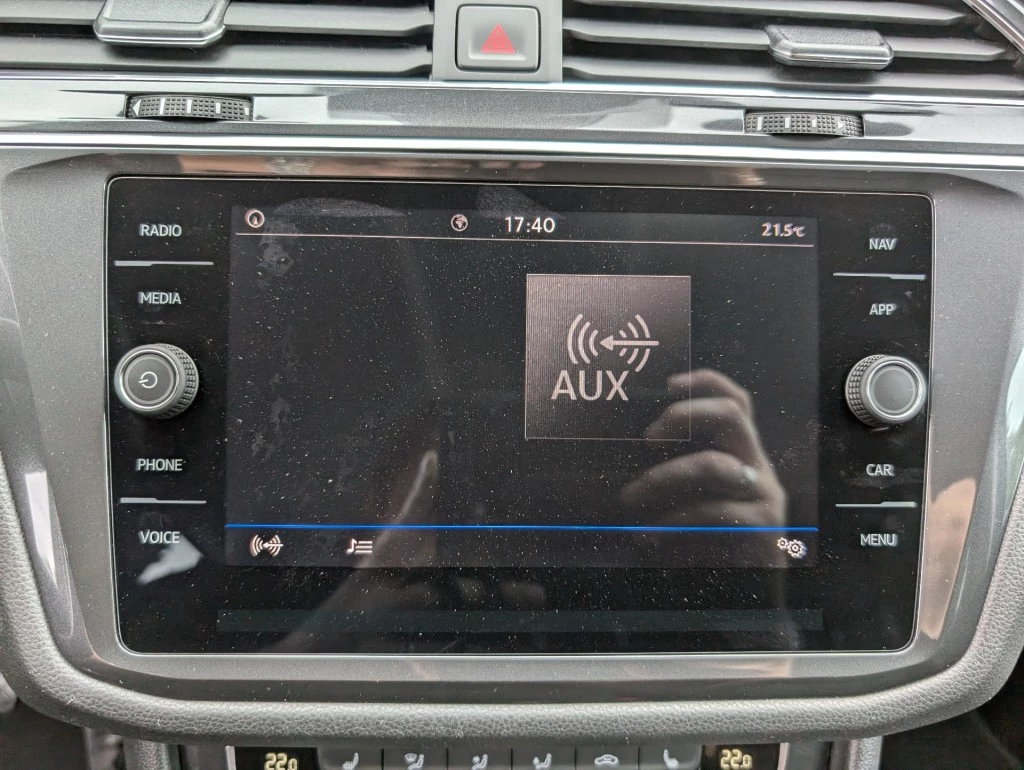 17:40
21.5°C
RADIO
NAV
MEDIA
APP
AUX
PHONE
CAR
VOICE
MENU
22.0
22.0